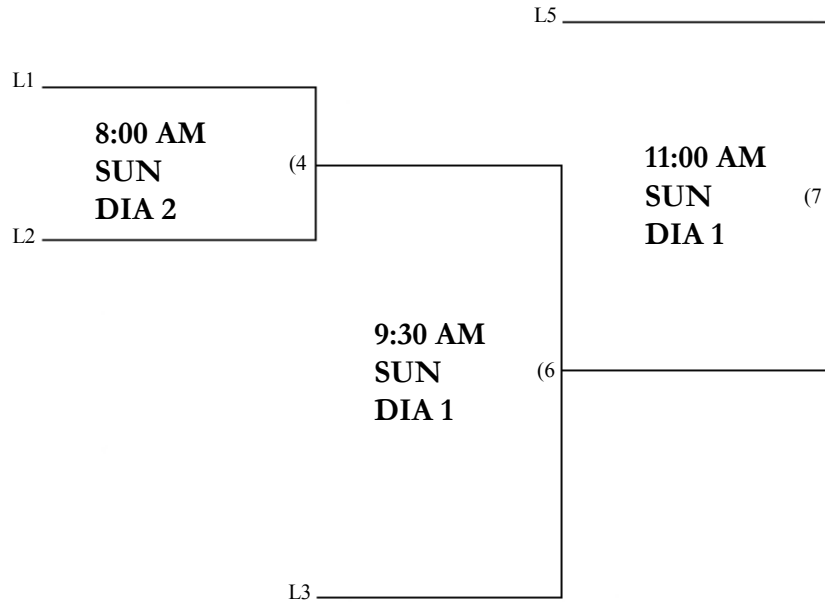 L5
L1
8:00 AM
SUN
DIA 2
(4
L2
11:00 AM
SUN
DIA 1
(7
9:30 AM
SUN
DIA 1
(6
L3